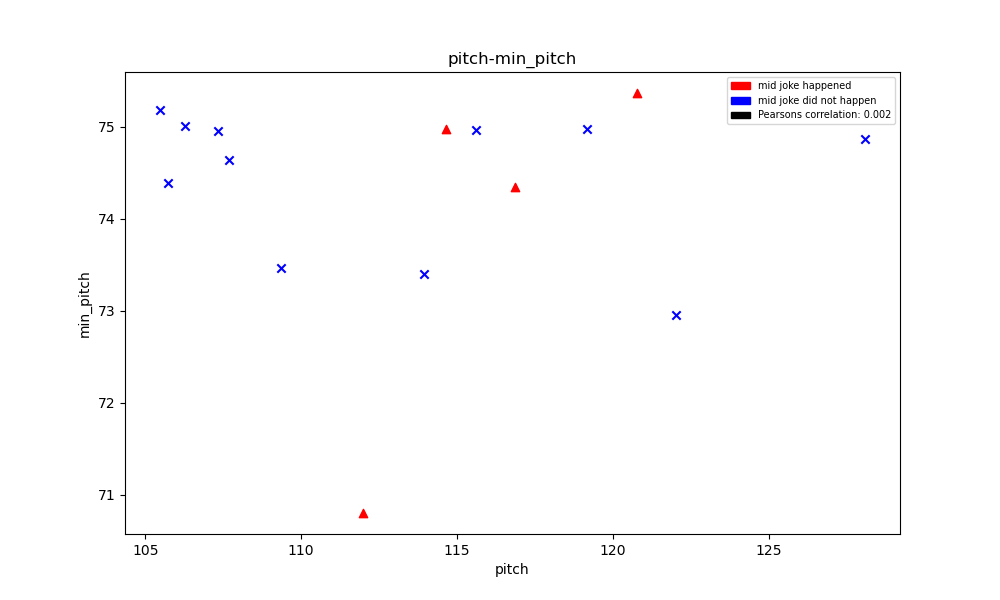 pitch-min_pitch
mid joke happened
mid joke did not happen
Pearsons correlation: 0.002
75
74
73
72
71
min_pitch
105
110
115
120
125
pitch